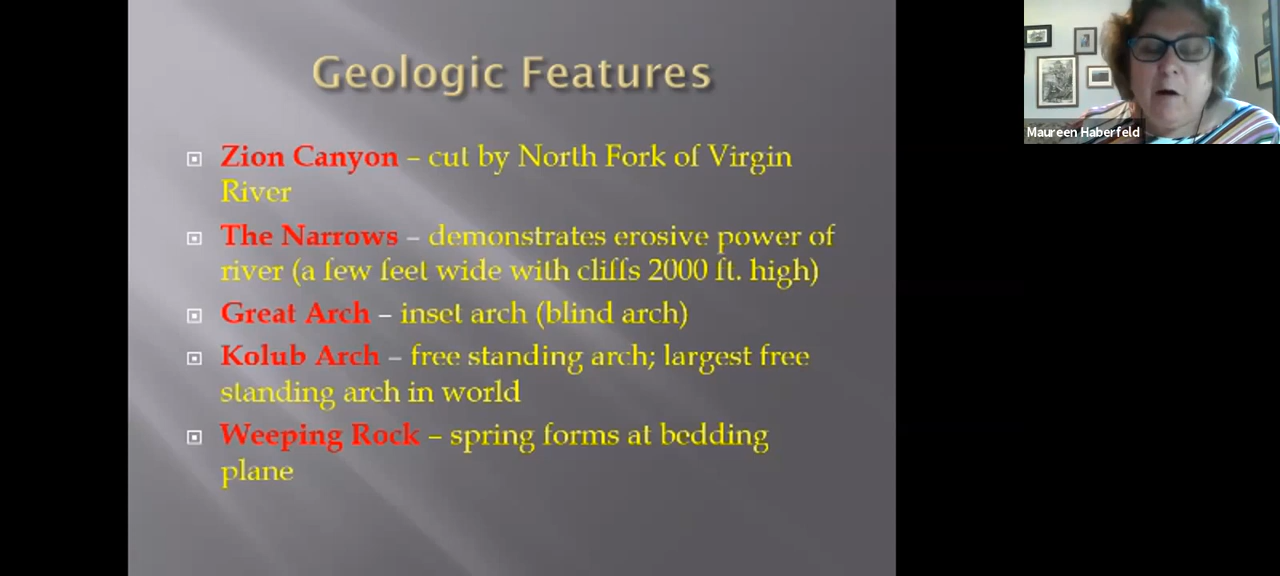 Geologic Features
Zion Canyon – cut by North Fork of Virgin
River
The Narrows – demonstrates erosive power of
river (a few feet wide with cliffs 2000 ft. high)
Great Arch – inset arch (blind arch)
Kolub Arch – free standing arch; largest free
standing arch in world
Weeping Rock – spring forms at bedding
plane
Maureen Haberfeld